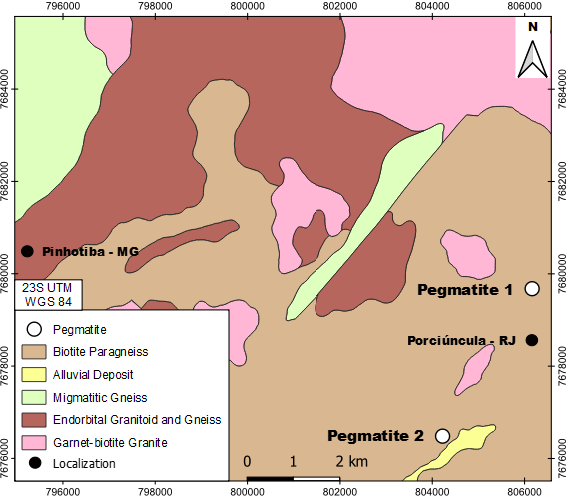 796000 798000 800000 802000 804000 806000
N
7684000 7684000
7682000 7682000
Pinhotiba - MG
7680000 7680000
23S UTM
WGS 84
Pegmatite 1
Porciúncula - RJ
Pegmatite
Biotite Paragneiss
7678000 7678000
Alluvial Deposit
Migmatitic Gneiss
Endorbital Granitoid and Gneiss
Garnet-biotite Granite
Localization
Pegmatite 2
0 1 2 km
7676000 7676000
796000 798000 800000 802000 804000 806000